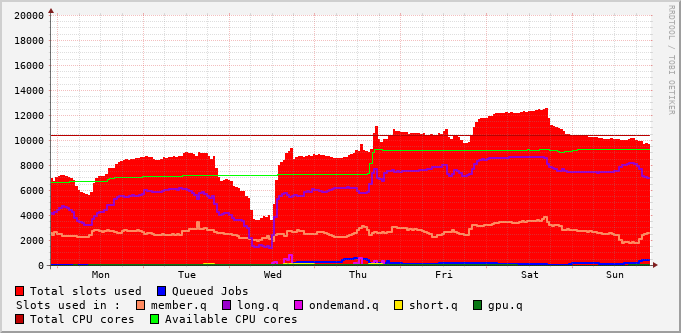 RRDTOOL / TOBI OETIKER
20000
18000
16000
14000
12000
10000
8000
6000
4000
2000
0
Mon Tue Wed Thu Fri Sat Sun
Total slots used Queued Jobs
Slots used in : member.q long.q ondemand.q short.q gpu.q
Total CPU cores Available CPU cores